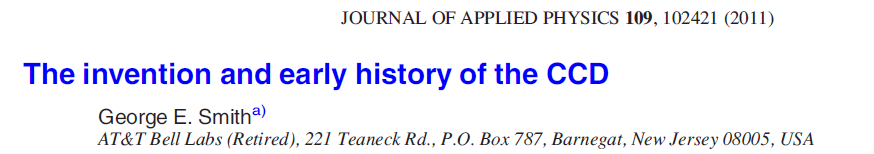 JOURNAL OF APPLIED PHYSICS 109, 102421 (2011)
The invention and early history of the CCD
George E. Smitha)
AT&T Bell Labs (Retired), 221 Teaneck Rd., P.O. Box 787, Barnegat, New Jersey 08005, USA